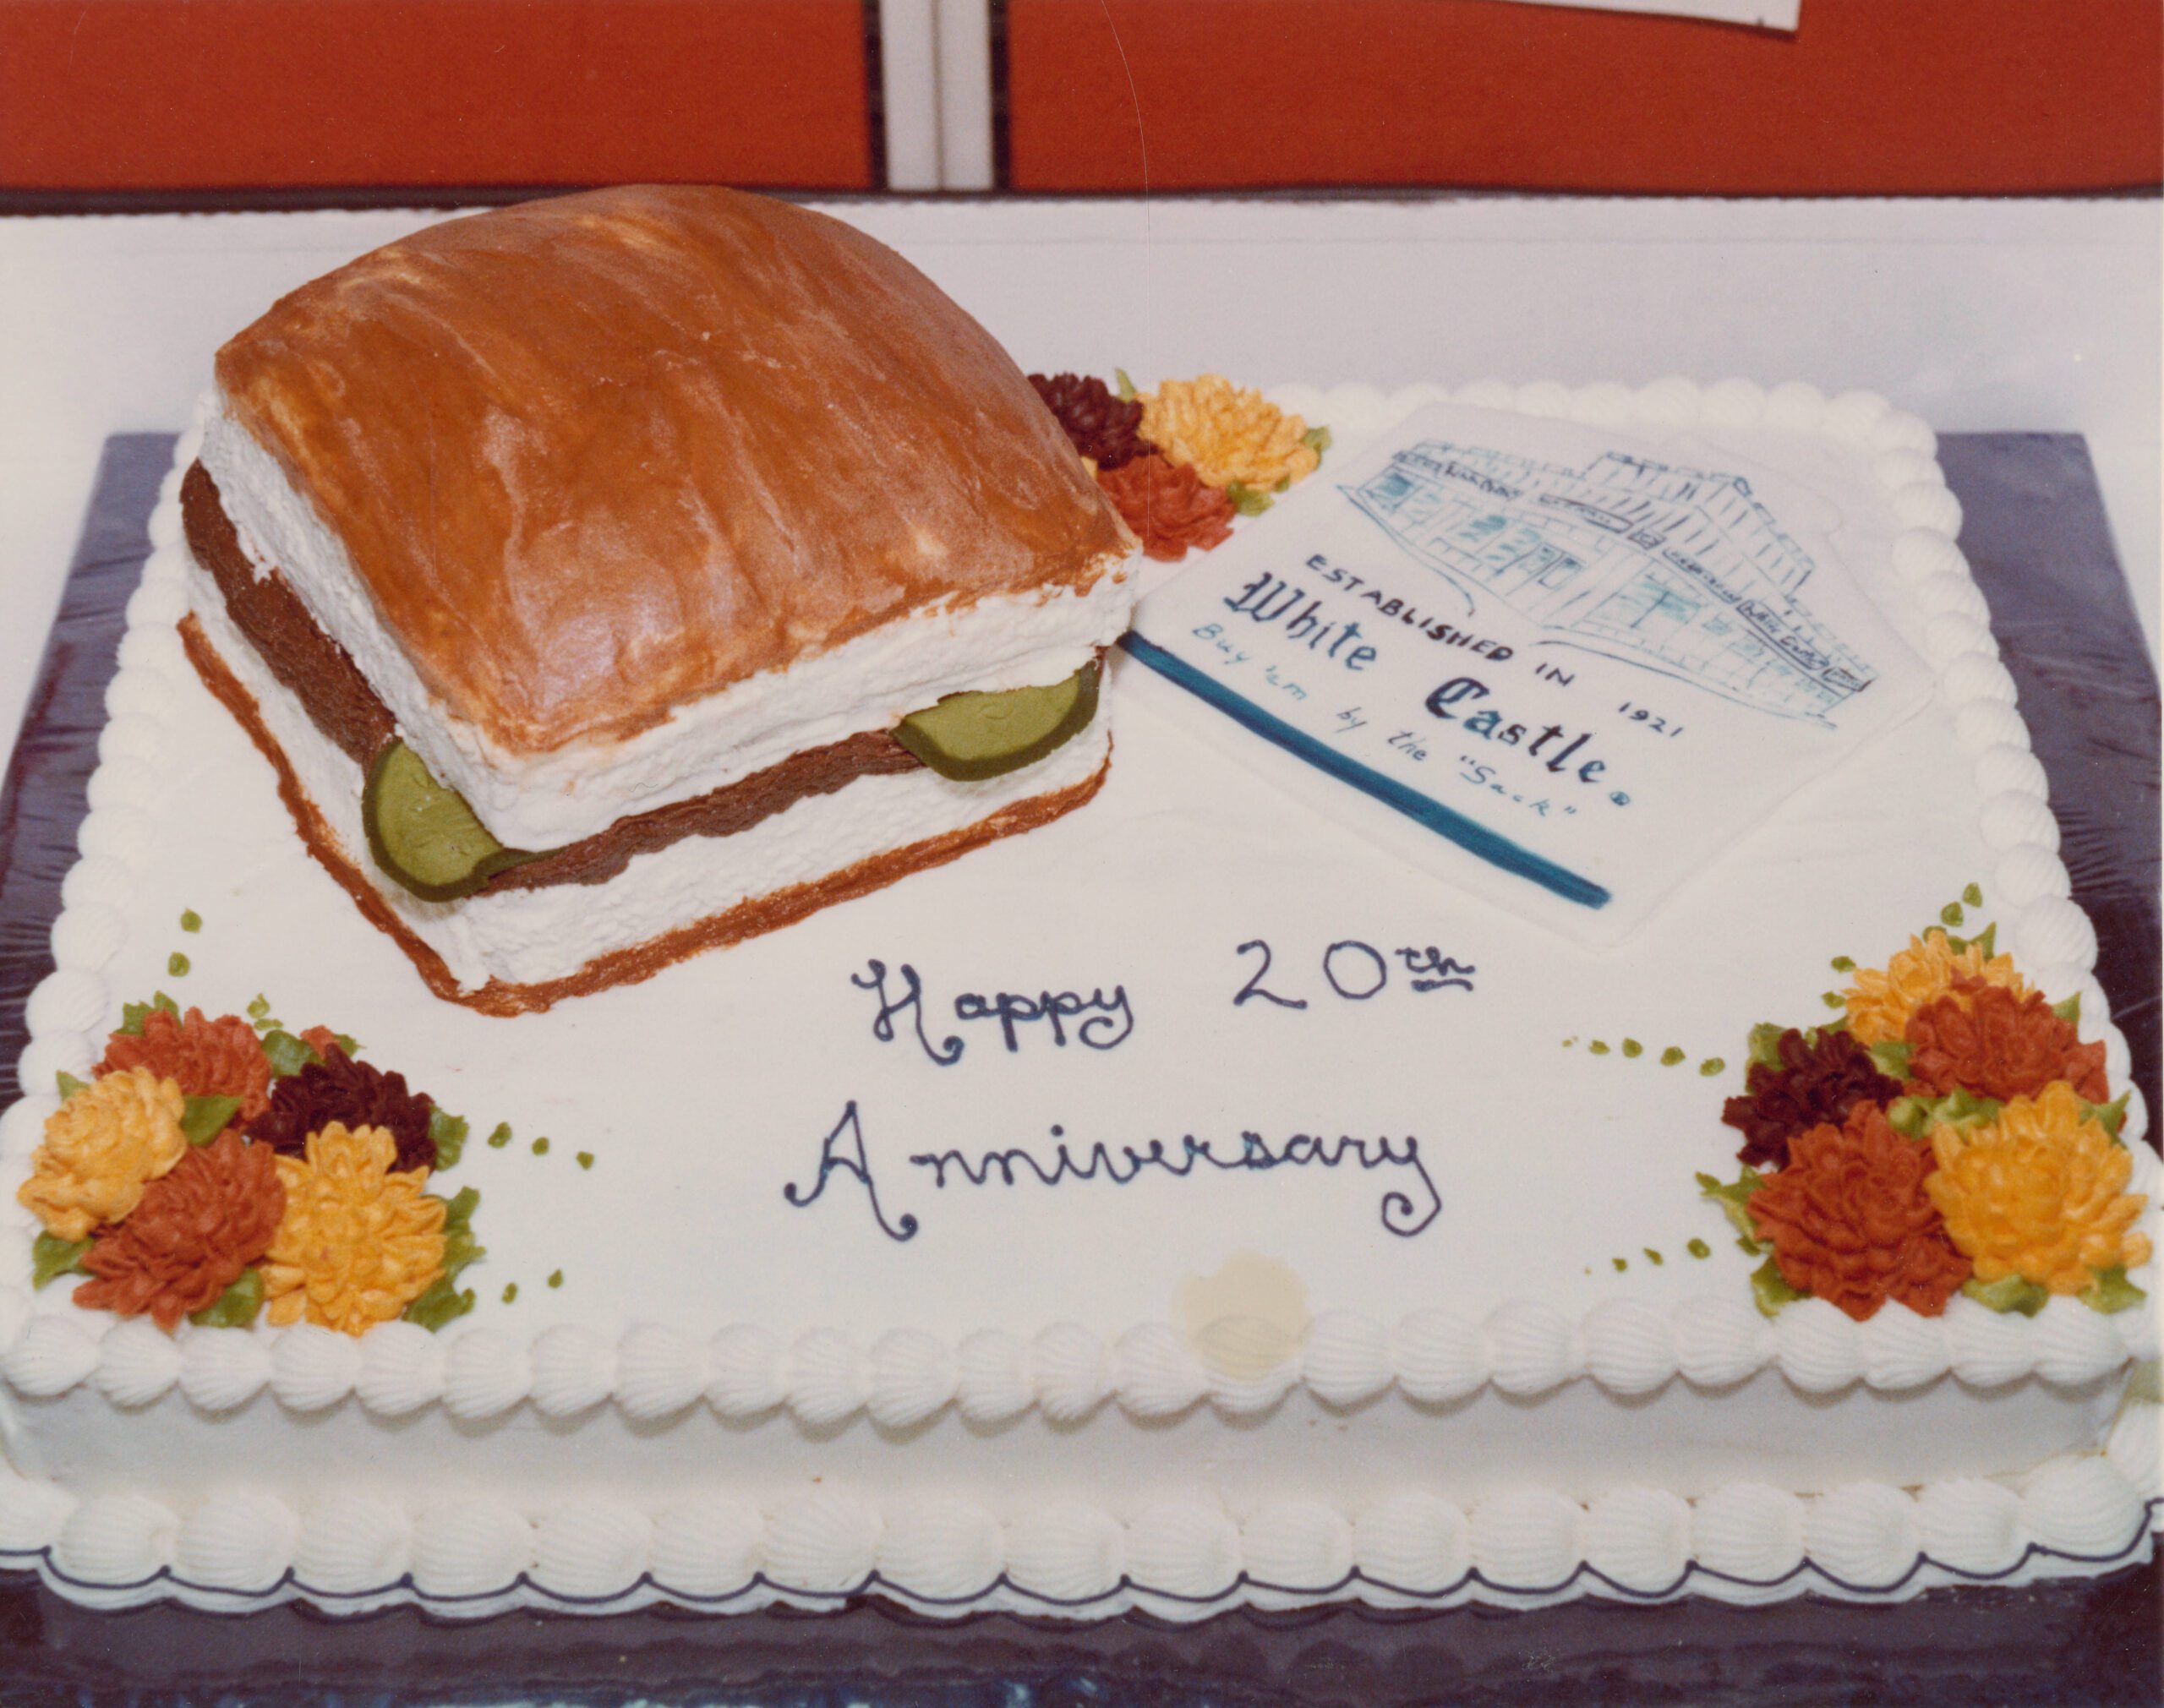 ESTABLISHED IN 1921
White Castle ®
Buy 'em by the "Sack"
Happy 20th
Anniversary